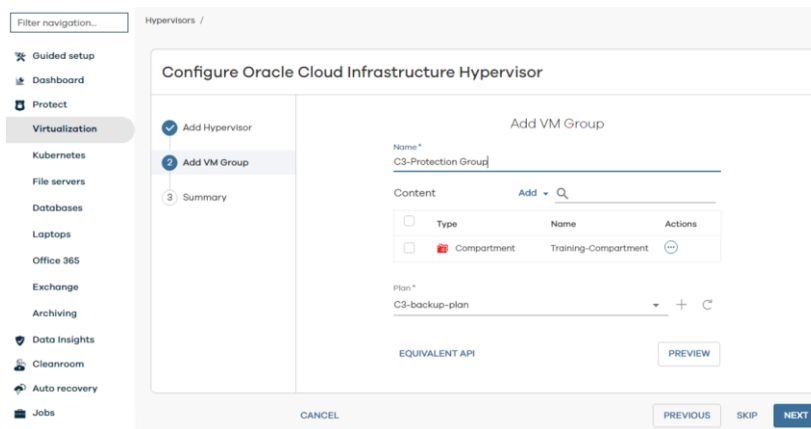 Filter navigation...
Guided setup
Dashboard
Protect
Virtualization
Kubernetes
File servers
Databases
Laptops
Office 365
Exchange
Archiving
Data Insights
Cleanroom
Auto recovery
Jobs
Hypervisors /
Configure Oracle Cloud Infrastructure Hypervisor
Add Hypervisor
2 Add VM Group
3 Summary
Add VM Group
Name*
C3-Protection Group
Content Add
Type Name Actions
Compartment Training-Compartment
Plan*
C3-backup-plan
EQUIVALENT API PREVIEW
CANCEL PREVIOUS SKIP NEXT